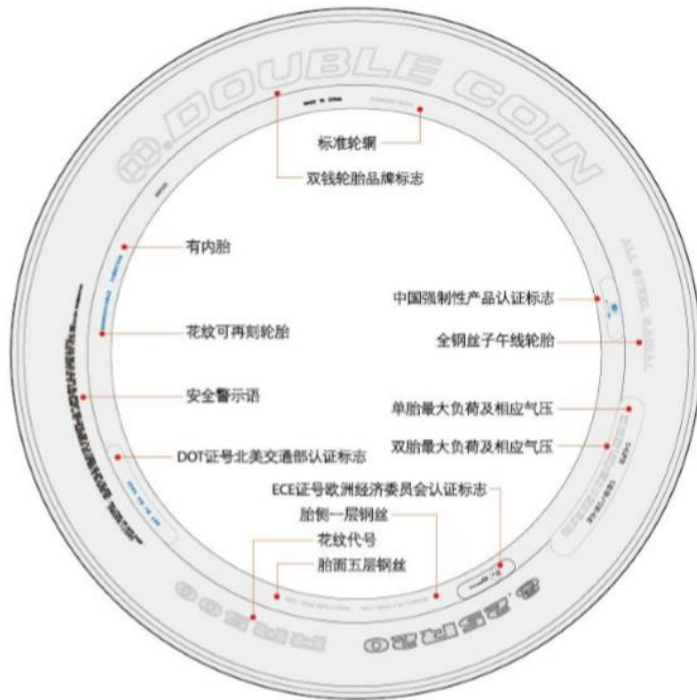 DOUBLE COIN
MADE IN CHINA
标准轮辋
双钱轮胎品牌标志
有内胎
中国强制性产品认证标志
ALL STEEL RADIAL
花纹可再刻轮胎
全钢丝子午线轮胎
安全警示语
单胎最大负荷及相应气压
双胎最大负荷及相应气压
DOT证号北美交通部认证标志
ECE证号欧洲经济委员会认证标志
胎侧一层钢丝
花纹代号
胎面五层钢丝